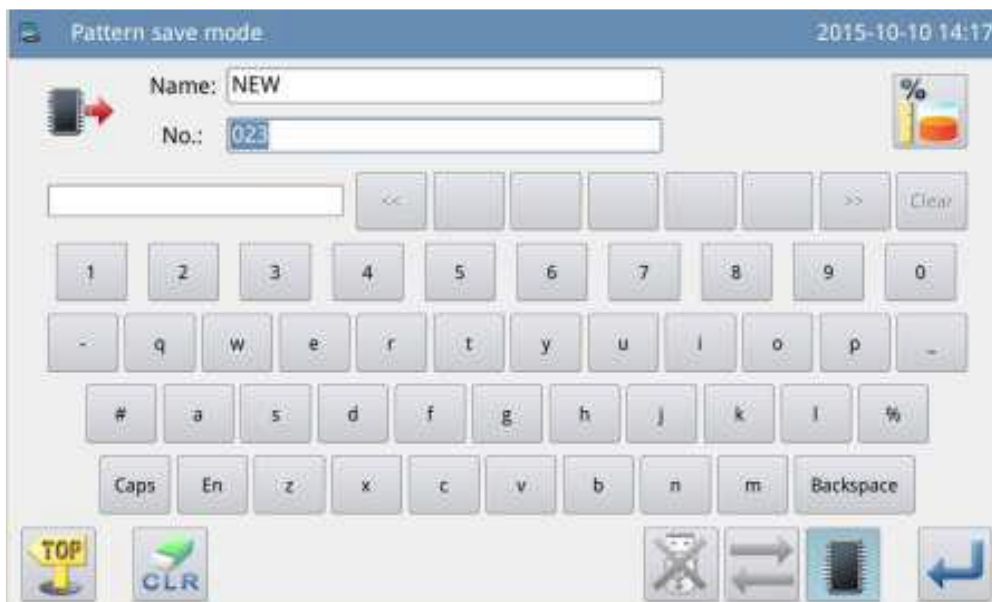 Pattern save mode 2015-10-10 14:17
Name: NEW
%
No.: 023
<< >> Clear
1 2 3 4 5 6 7 8 9 0
- q w e r t y u i o p _
# a s d f g h j k l %
Caps En z x c v b n m Backspace
TOP CLR